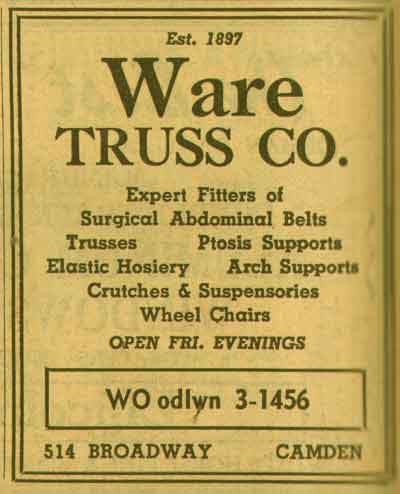 Est. 1897
Ware
TRUSS CO.
Expert Fitters of
Surgical Abdominal Belts
Trusses Ptosis Supports
Elastic Hosiery Arch Supports
Crutches & Suspensories
Wheel Chairs
OPEN FRI. EVENINGS
WO odlwn 3-1456
514 BROADWAY CAMDEN